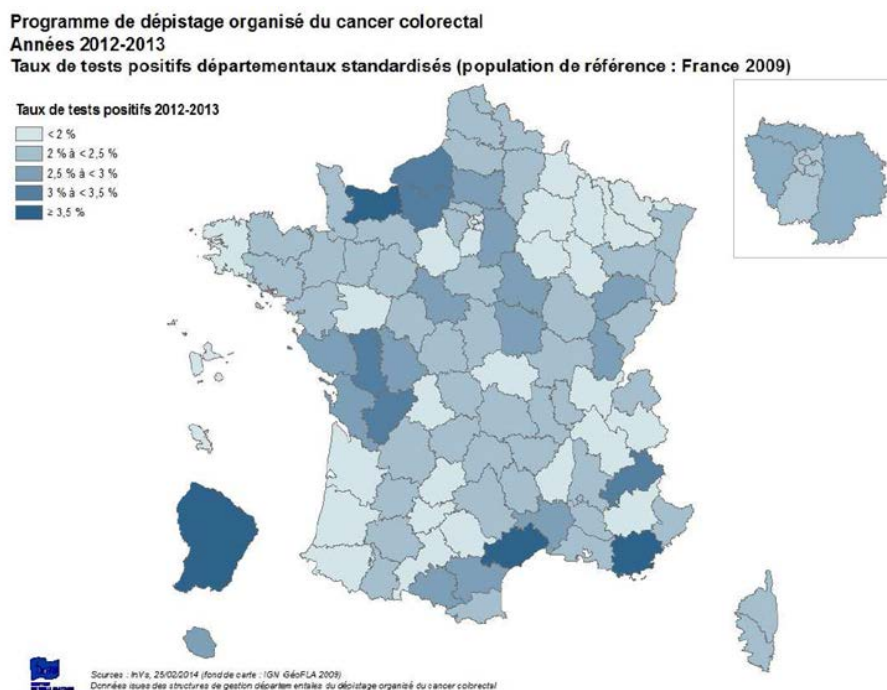 Programme de dépistage organisé du cancer colorectal
Années 2012-2013
Taux de tests positifs départementaux standardisés (population de référence : France 2009)
Taux de tests positifs 2012-2013
< 2 %
2 % à < 2,5 %
2,5 % à < 3 %
3 % à < 3,5 %
≥ 3,5 %
Sources : InVs, 25/02/2014 (fond de carte : IGN GéoFLA 2009)
Données issues des structures de gestion départementales du dépistage organisé du cancer colorectal